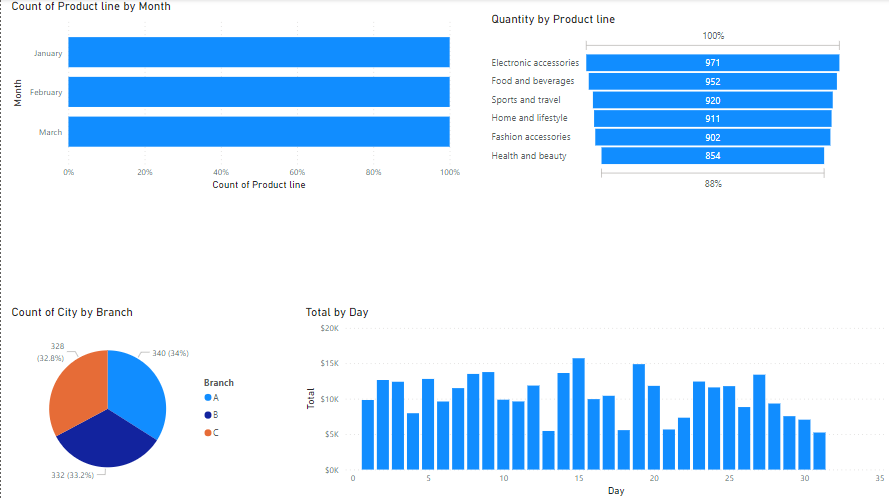 Count of Product line by Month
Month
January
February
March
0% 20% 40% 60% 80% 100%
Count of Product line
Quantity by Product line
100%
Electronic accessories 971
Food and beverages 952
Sports and travel 920
Home and lifestyle 911
Fashion accessories 902
Health and beauty 854
88%
Count of City by Branch
328
(32.8%)
340 (34%)
332 (33.2%)
Branch
A
B
C
Total by Day
Total
$20K
$15K
$10K
$5K
$0K
0 5 10 15 20 25 30 35
Day